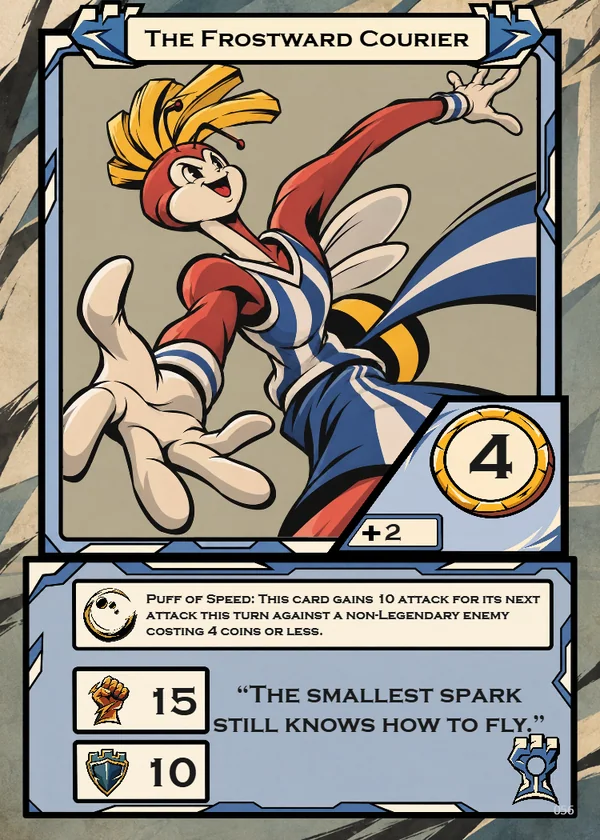 The Frostward Courier
4
+2
Puff of Speed: This card gains 10 attack for its next
attack this turn against a non-Legendary enemy
costing 4 coins or less.
15
10
“The smallest spark
still knows how to fly.”
056